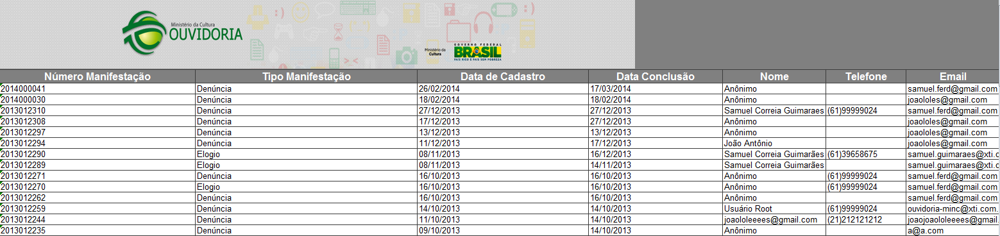 Ministério da Cultura
OUVIDORIA
Ministério da
Cultura
GOVERNO FEDERAL
BRASIL
PAÍS RICO É PAÍS SEM POBREZA
Número Manifestação Tipo Manifestação Data de Cadastro Data Conclusão Nome Telefone Email
2014000041 Denúncia 26/02/2014 17/03/2014 Anônimo samuel.ferd@gmail.com
2014000030 Denúncia 18/02/2014 18/02/2014 Anônimo joaololes@gmail.com
2013012310 Denúncia 27/12/2013 27/12/2013 Samuel Correia Guimaraes (61)99999024 samuel.ferd@gmail.com
2013012308 Denúncia 17/12/2013 27/12/2013 Anônimo joaololes@gmail.com
2013012297 Denúncia 13/12/2013 13/12/2013 Anônimo joaololes@gmail.com
2013012294 Denúncia 11/12/2013 17/12/2013 João Antônio joaololes@gmail.com
2013012290 Elogio 08/11/2013 16/12/2013 Samuel Correia Guimarães (61)39658675 samuel.guimaraes@xti.c
2013012289 Elogio 08/11/2013 14/11/2013 Samuel Correia Guimarães samuel.guimaraes@xti.c
2013012271 Denúncia 16/10/2013 16/10/2013 Anônimo (61)99999024 samuel.ferd@gmail.com
2013012270 Elogio 16/10/2013 16/10/2013 Anônimo (61)99999024 samuel.ferd@gmail.com
2013012262 Denúncia 16/10/2013 16/10/2013 Anônimo samuel.ferd@gmail.com
2013012259 Denúncia 14/10/2013 14/10/2013 Usuário Root (61)99999024 ouvidoria-minc@xti.com.
2013012244 Denúncia 11/10/2013 14/10/2013 joaololeeees@gmail.com (21)212121212 joaojoaololeeees@gmail.
2013012235 Denúncia 09/10/2013 14/10/2013 Anônimo a@a.com